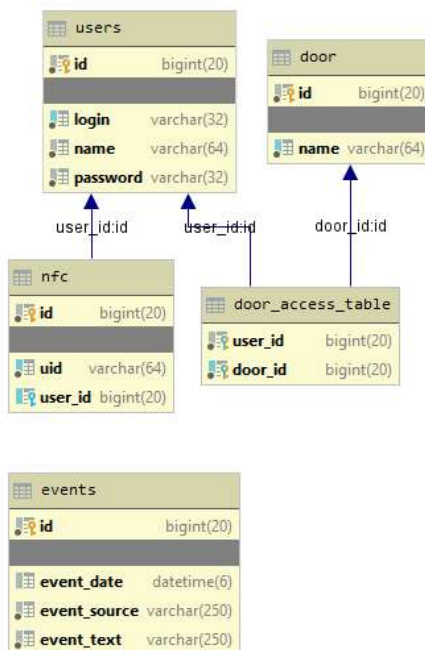 users
id bigint(20)
login varchar(32)
name varchar(64)
password varchar(32)
door
id bigint(20)
name varchar(64)
user_id:id
user_id:id
door_id:id
nfc
id bigint(20)
uid varchar(64)
user_id bigint(20)
door_access_table
user_id bigint(20)
door_id bigint(20)
events
id bigint(20)
event_date datetime(6)
event_source varchar(250)
event_text varchar(250)